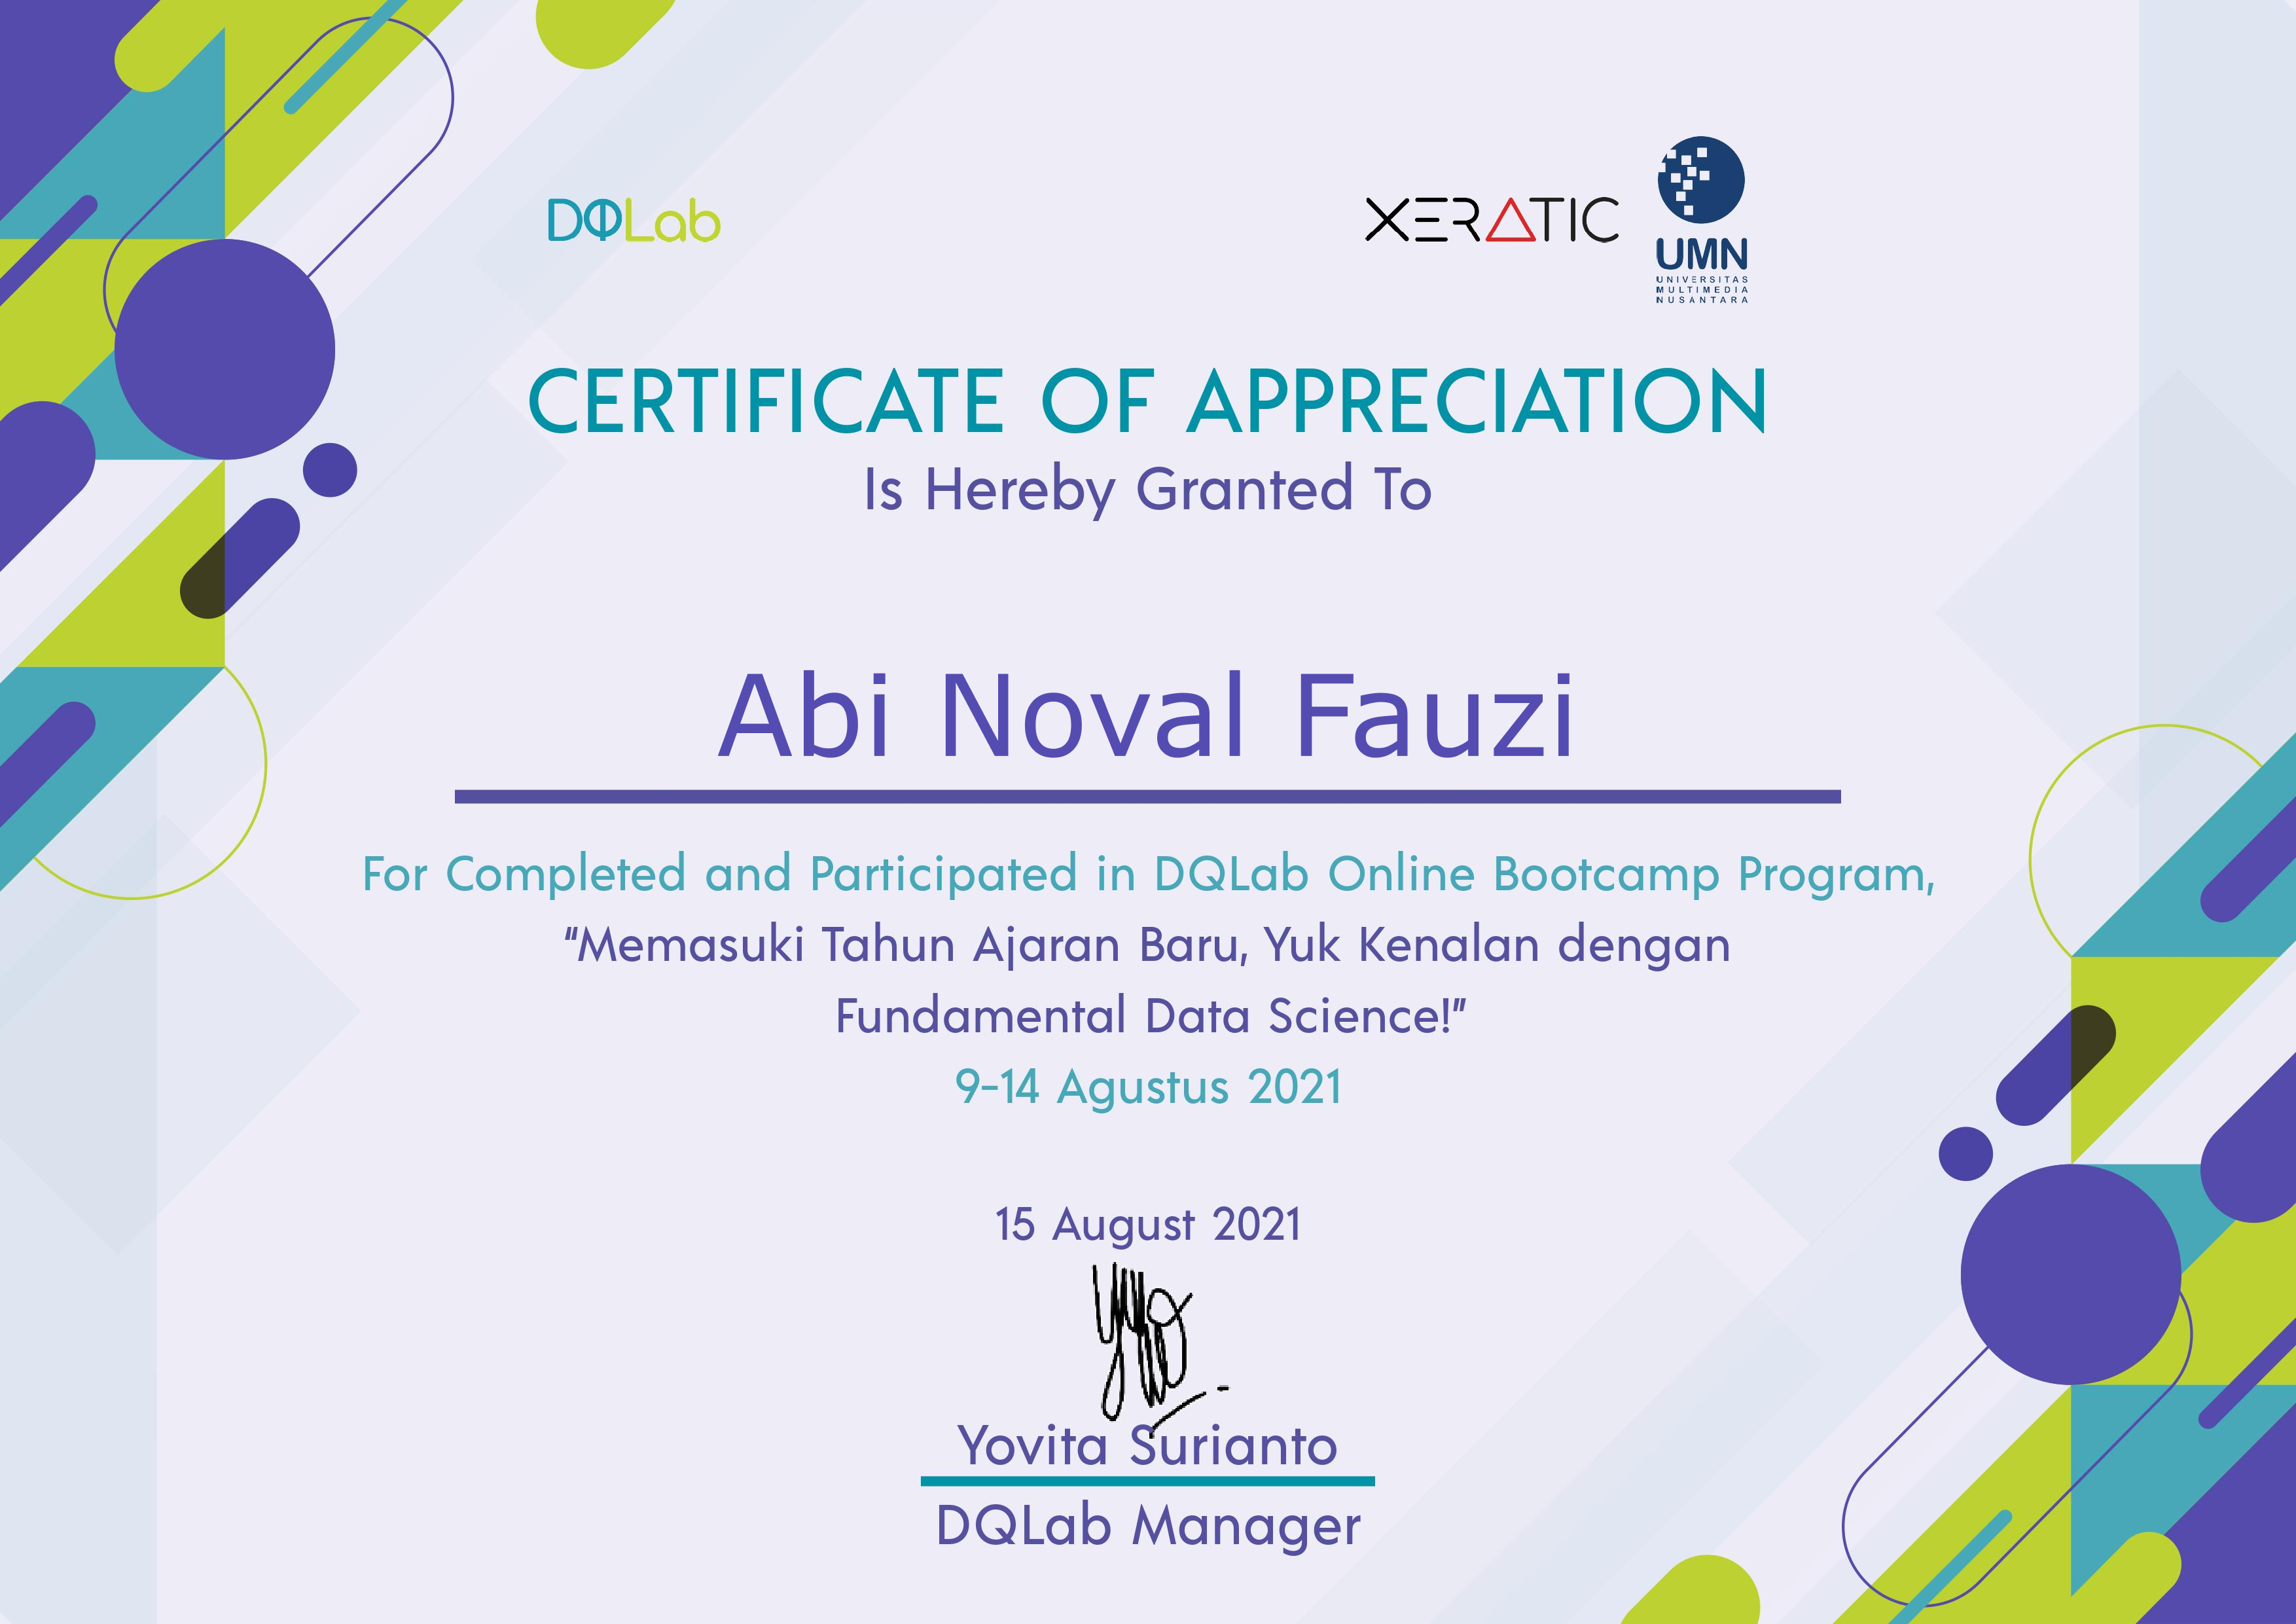 DQLab
XERATIC
UMN
UNIVERSITAS
MULTIMEDIA
NUSANTARA
CERTIFICATE OF APPRECIATION
Is Hereby Granted To
Abi Noval Fauzi
For Completed and Participated in DQLab Online Bootcamp Program,
"Memasuki Tahun Ajaran Baru, Yuk Kenalan dengan
Fundamental Data Science!"
9-14 Agustus 2021
15 August 2021
Yovita Surianto
DQLab Manager